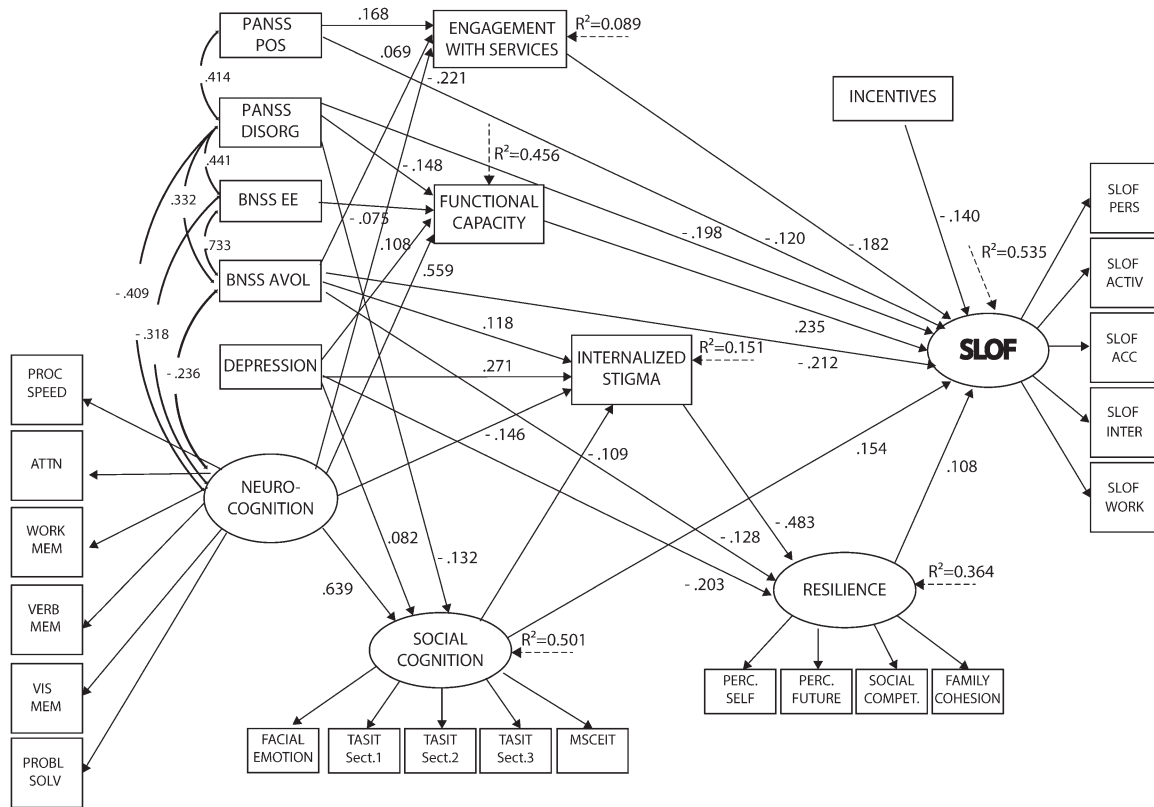 PANSS
POS
.168
ENGAGEMENT
WITH SERVICES
R²=0.089
.069
- .221
.414
PANSS
DISORG
INCENTIVES
R²=0.456
.441
- .148
BNSS EE
FUNCTIONAL
CAPACITY
.332
- .075
.108
.733
.559
BNSS AVOL
- .140
- .198
- .120
- .182
R²=0.535
SLOF
PERS
SLOF
ACTIV
SLOF
ACC
SLOF
INTER
SLOF
WORK
- .409
- .318
- .236
.118
.235
- .212
SLOF
DEPRESSION
.271
INTERNALIZED
STIGMA
R²=0.151
PROC
SPEED
ATTN
WORK
MEM
VERB
MEM
VIS
MEM
PROBL
SOLV
- .146
- .109
.154
.108
NEURO-
COGNITION
- .483
.082
- .132
- .128
- .203
.639
RESILIENCE
R²=0.364
SOCIAL
COGNITION
R²=0.501
PERC.
SELF
PERC.
FUTURE
SOCIAL
COMPET.
FAMILY
COHESION
FACIAL
EMOTION
TASIT
Sect.1
TASIT
Sect.2
TASIT
Sect.3
MSCEIT